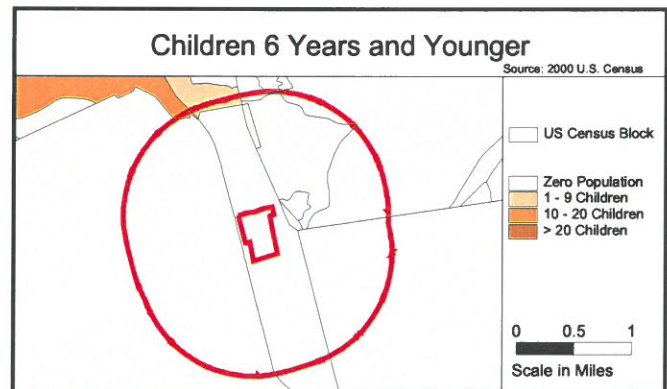 Children 6 Years and Younger
Source: 2000 U.S. Census
US Census Block
Zero Population
1 - 9 Children
10 - 20 Children
> 20 Children
0 0.5 1
Scale in Miles